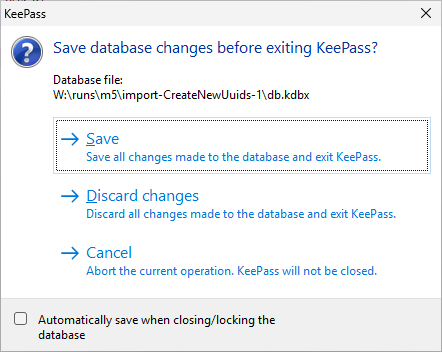 KeePass
Save database changes before exiting KeePass?
Database file:
W:\runs\m5\import-CreateNewUuids-1\db.kdbx
Save
Save all changes made to the database and exit KeePass.
Discard changes
Discard all changes made to the database and exit KeePass.
Cancel
Abort the current operation. KeePass will not be closed.
Automatically save when closing/locking the
database